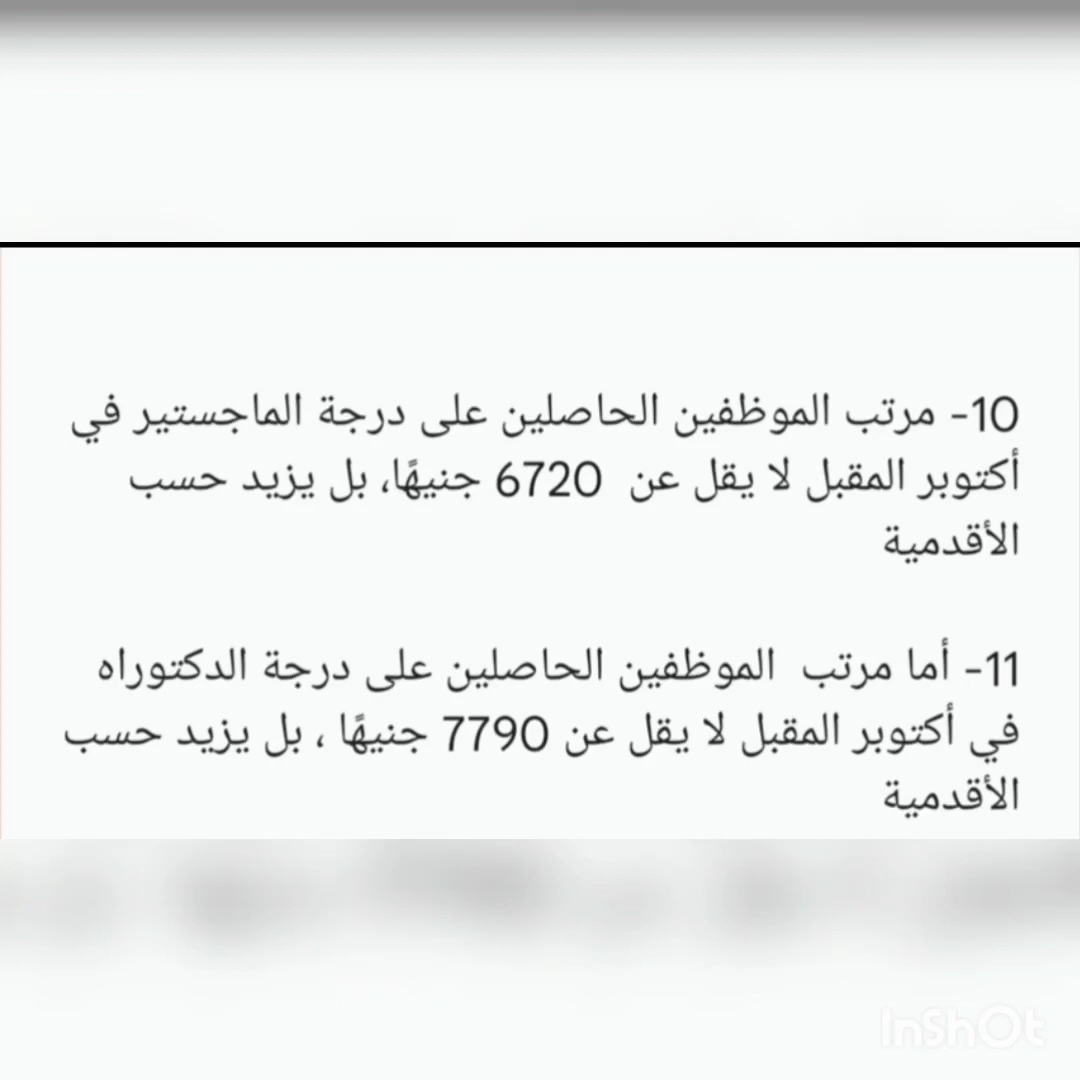 10- مرتب الموظفين الحاصلين على درجة الماجستير في
أكتوبر المقبل لا يقل عن 6720 جنيهًا، بل يزيد حسب
الأقدمية
11- أما مرتب الموظفين الحاصلين على درجة الدكتوراه
في أكتوبر المقبل لا يقل عن 7790 جنيهًا ، بل يزيد حسب
الأقدمية
InShOt